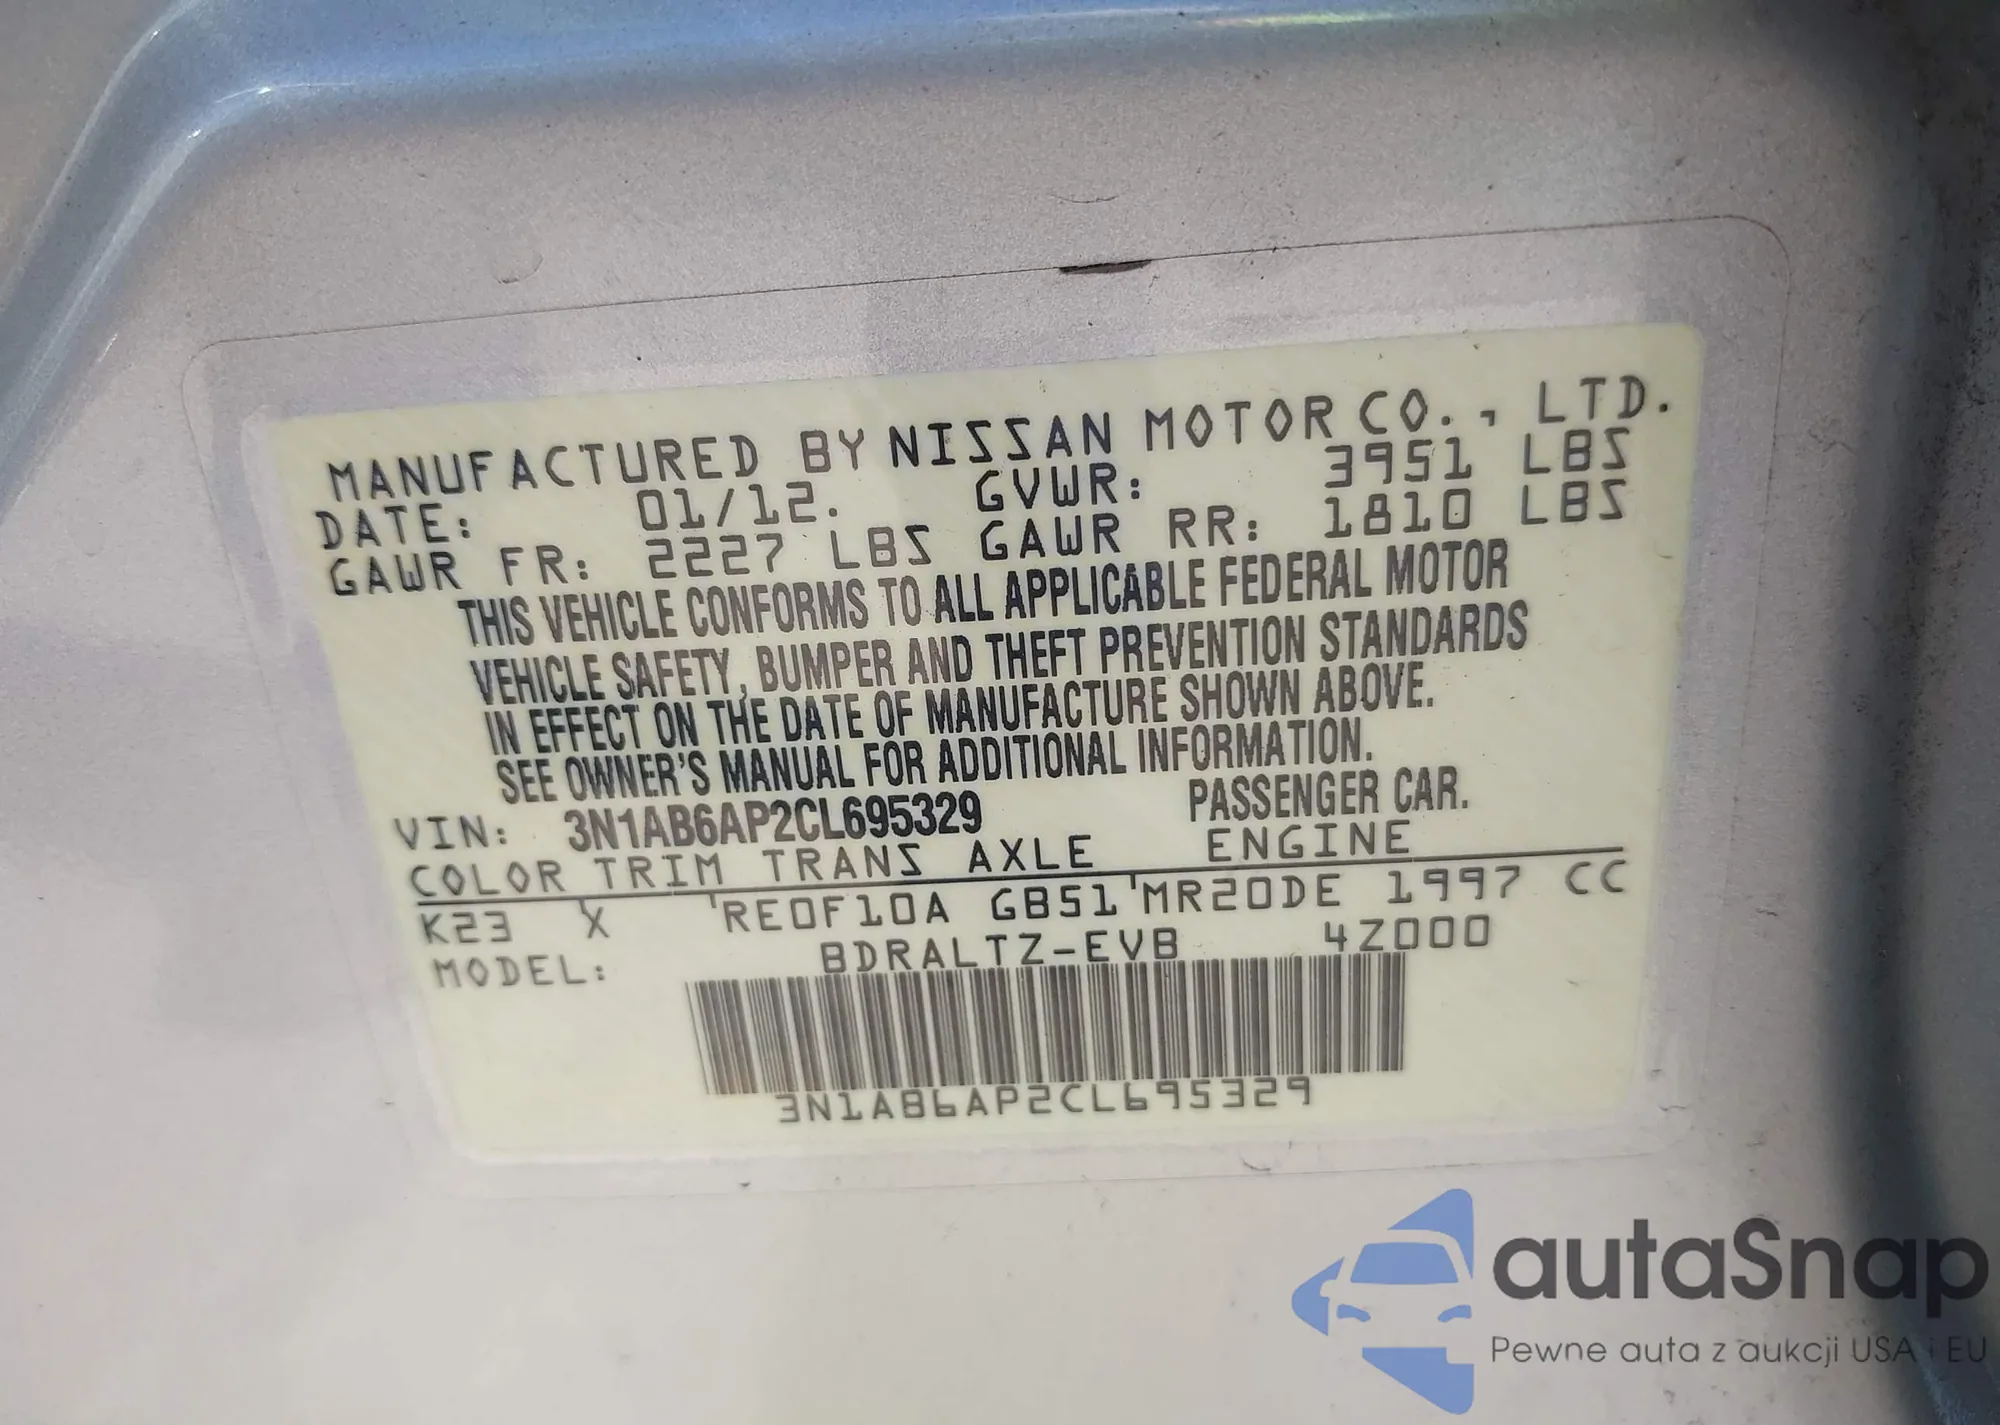 MANUFACTURED BY NISSAN MOTOR CO., LTD.
DATE: 01/12. GVWR: 3951 LBS
GAWR FR: 2227 LBS GAWR RR: 1810 LBS
THIS VEHICLE CONFORMS TO ALL APPLICABLE FEDERAL MOTOR
VEHICLE SAFETY, BUMPER AND THEFT PREVENTION STANDARDS
IN EFFECT ON THE DATE OF MANUFACTURE SHOWN ABOVE.
SEE OWNER'S MANUAL FOR ADDITIONAL INFORMATION.
VIN: 3N1AB6AP2CL695329 PASSENGER CAR.
COLOR TRIM TRANS AXLE ENGINE
K23 X RE0F10A GB51 MR20DE 1997 CC
MODEL: BDRALTZ-EVB 4Z000
3N1AB6AP2CL695329
autaSnap
Pewne auta z aukcji USA i EU